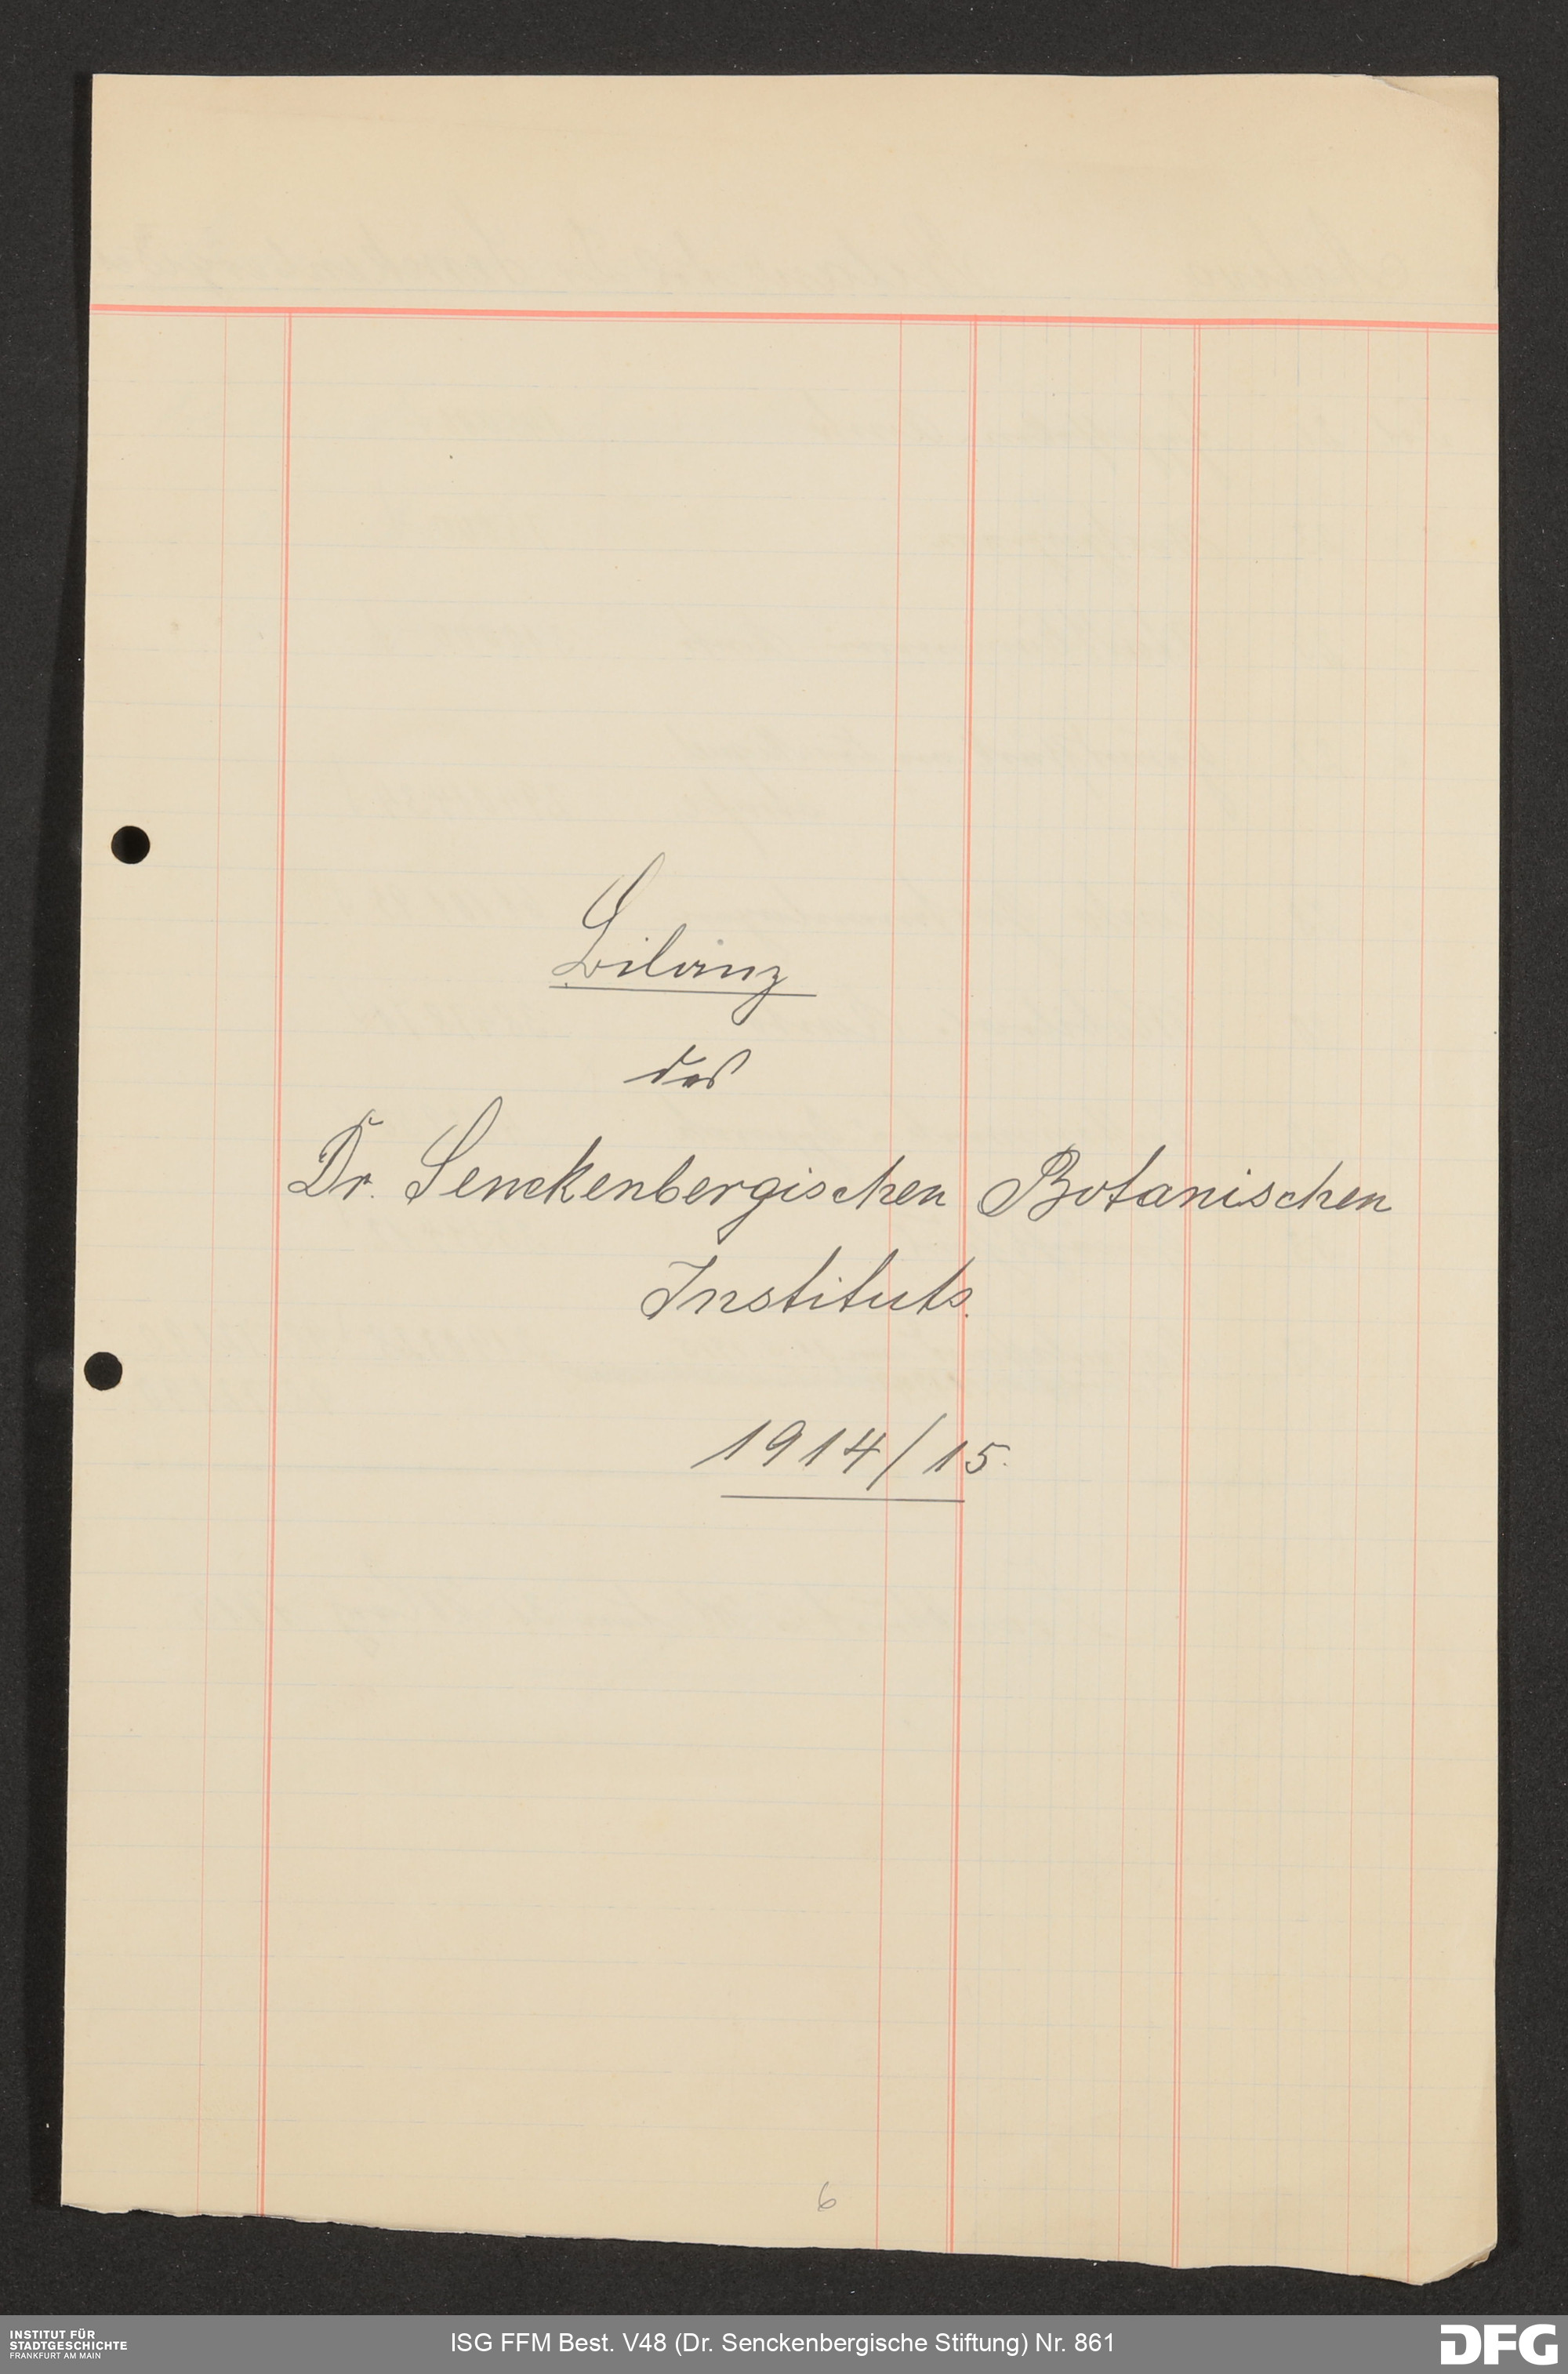 Bilanz
des
Dr. Senckenbergischen Botanischen
Instituts.
1914/15.
6
INSTITUT FÜR
STADTGESCHICHTE
FRANKFURT AM MAIN
ISG FFM Best. V48 (Dr. Senckenbergische Stiftung) Nr. 861
DFG